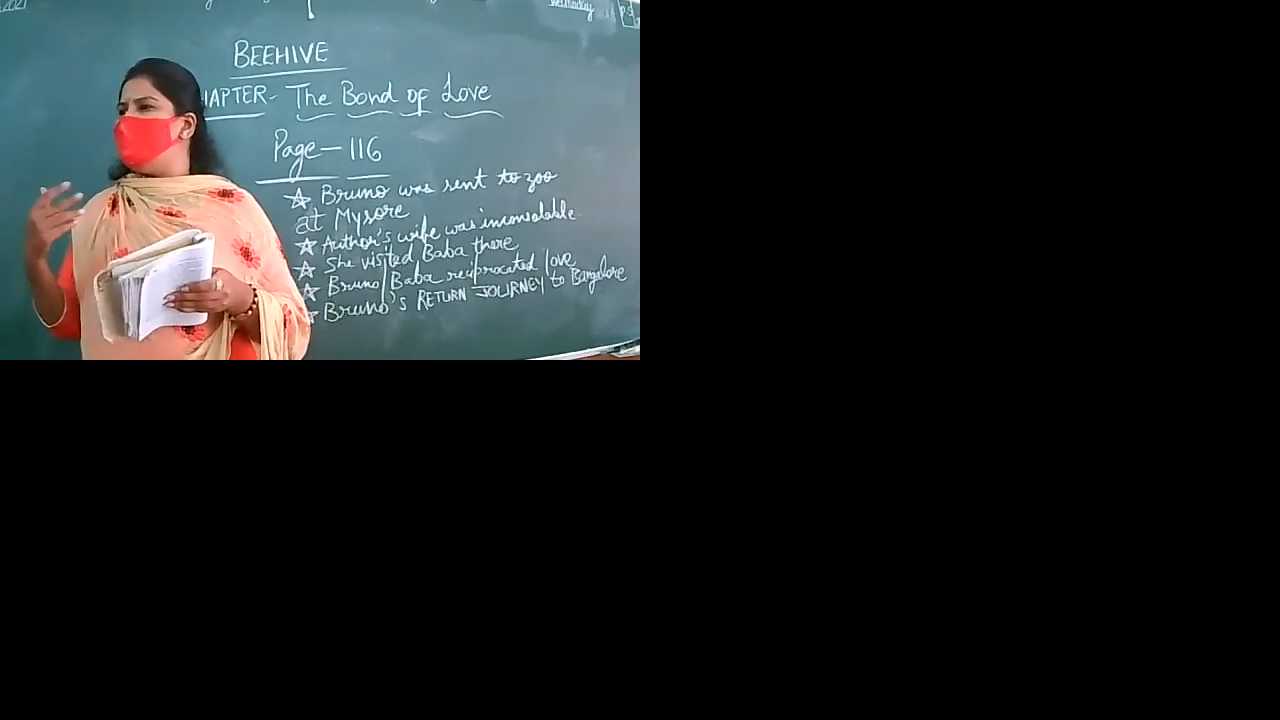 Wednesday
BEEHIVE
HAPTER- The Bond of Love
Page-116
☆ Bruno was sent to zoo
at Mysore
☆ Author's wife was inconsolable.
☆ She visited Baba there
☆ Bruno/Baba reciprocated love
☆ Bruno's RETURN JOURNEY to Bangalore